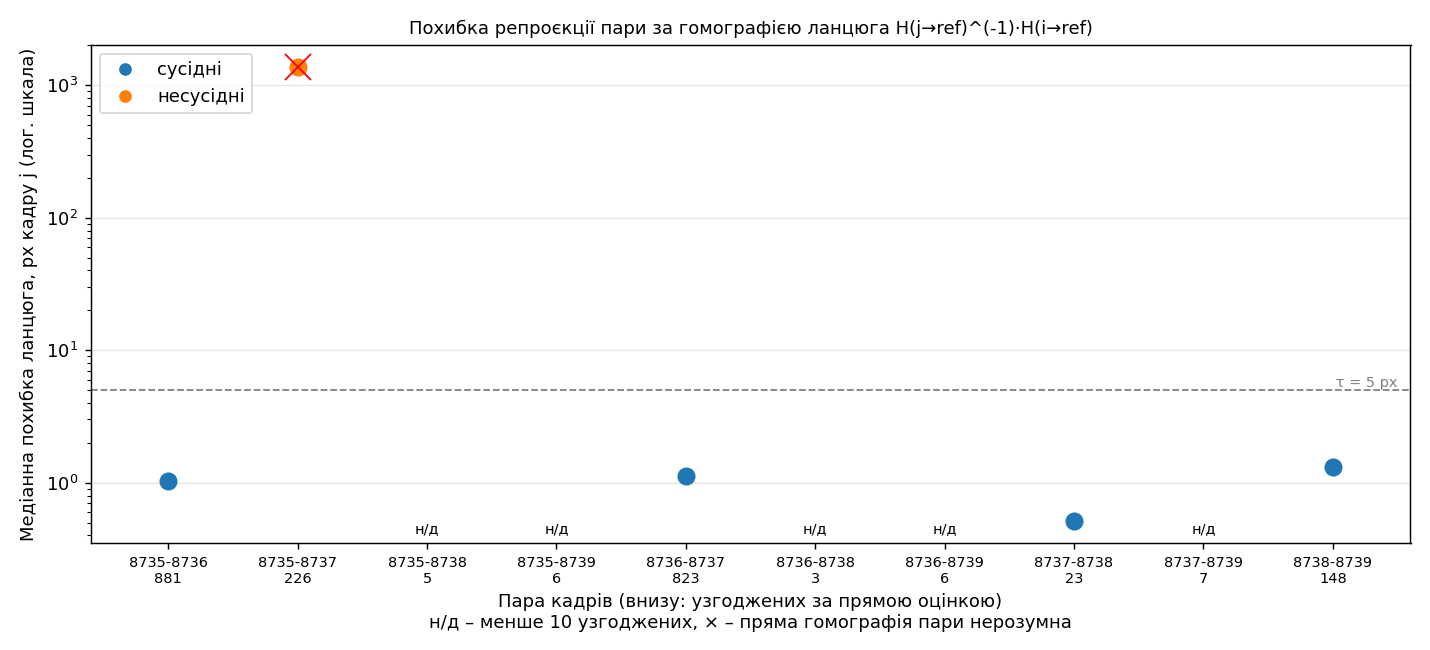 Похибка репроєкції пари за гомографією ланцюга H(j→ref)^(-1)·H(i→ref)
Медіанна похибка ланцюга, px кадру j (лог. шкала)
сусідні
несусідні
10³
10²
10¹
10⁰
τ = 5 px
н/д н/д н/д н/д н/д
8735-8736 8735-8737 8735-8738 8735-8739 8736-8737 8736-8738 8736-8739 8737-8738 8737-8739 8738-8739
881 226 5 6 823 3 6 23 7 148
Пара кадрів (внизу: узгоджених за прямою оцінкою)
н/д – менше 10 узгоджених, × – пряма гомографія пари нерозумна